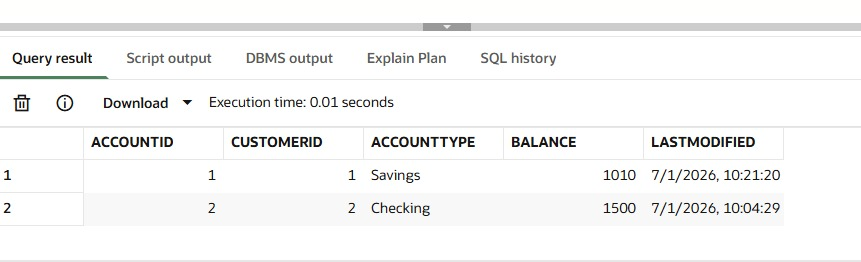 Query result Script output DBMS output Explain Plan SQL history
Download Execution time: 0.01 seconds
ACCOUNTID CUSTOMERID ACCOUNTTYPE BALANCE LASTMODIFIED
1 1 1 Savings 1010 7/1/2026, 10:21:20
2 2 2 Checking 1500 7/1/2026, 10:04:29